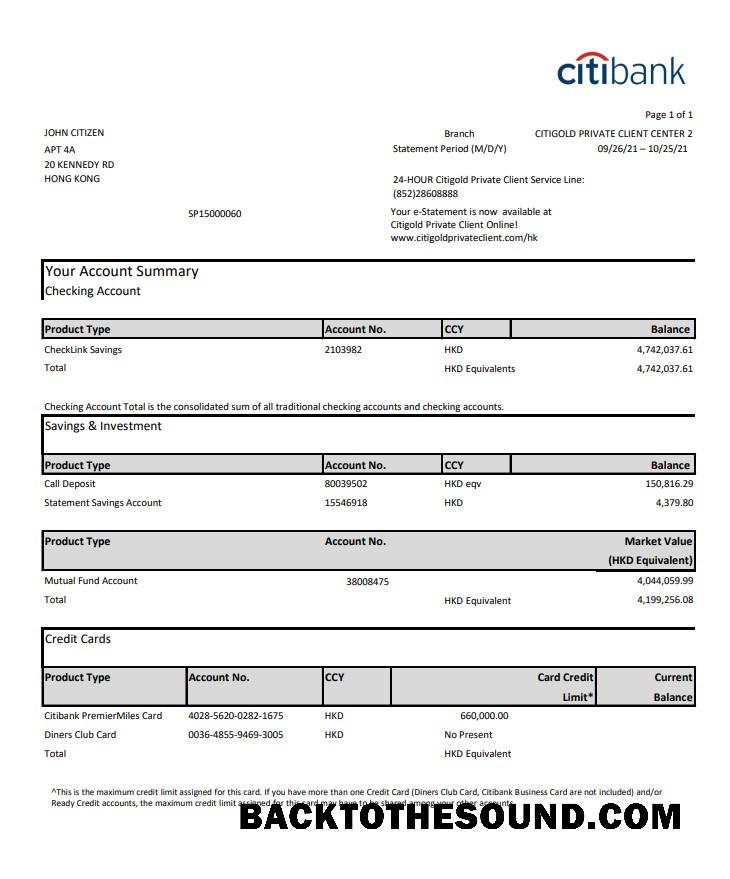 citibank
Page 1 of 1
JOHN CITIZEN
Branch CITIGOLD PRIVATE CLIENT CENTER 2
APT 4A
Statement Period (M/D/Y) 09/26/21 – 10/25/21
20 KENNEDY RD
HONG KONG
24-HOUR Citigold Private Client Service Line:
(852)28608888
SP15000060
Your e-Statement is now available at
Citigold Private Client Online!
www.citigoldprivateclient.com/hk
Your Account Summary
Checking Account
Product Type Account No. CCY Balance
CheckLink Savings 2103982 HKD 4,742,037.61
Total HKD Equivalents 4,742,037.61
Checking Account Total is the consolidated sum of all traditional checking accounts and checking accounts.
Savings & Investment
Product Type Account No. CCY Balance
Call Deposit 80039502 HKD eqv 150,816.29
Statement Savings Account 15546918 HKD 4,379.80
Product Type Account No. Market Value
(HKD Equivalent)
Mutual Fund Account 38008475 4,044,059.99
Total HKD Equivalent 4,199,256.08
Credit Cards
Product Type Account No. CCY Card Credit Current
Limit* Balance
Citibank PremierMiles Card 4028-5620-0282-1675 HKD 660,000.00
Diners Club Card 0036-4855-9469-3005 HKD No Present
Total HKD Equivalent
^This is the maximum credit limit assigned for this card. If you have more than one Credit Card (Diners Club Card, Citibank Business Card are not included) and/or
Ready Credit accounts, the maximum credit limit assigned for this card may have to be shared among your other accounts.
BACKTOTHESOUND.COM